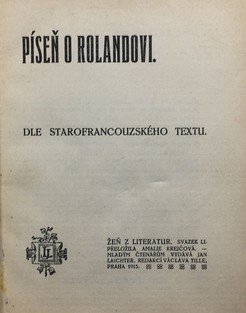 PÍSEŇ O ROLANDOVI.
DLE STAROFRANCOUZSKÉHO TEXTU.
ŽEŇ Z LITERATUR. SVAZEK LI.
PŘELOŽILA AMALIE KREJČOVÁ. —
MLADÝM ČTENÁŘŮM VYDÁVÁ JAN
LAICHTER, REDAKCÍ VÁCLAVA TILLE.
PRAHA 1913.